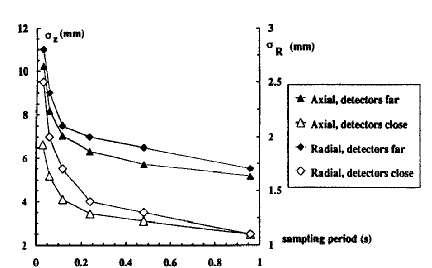 σz (mm)
σR (mm)
12
10
8
6
4
2
3
2.5
2
1.5
1
0
0.2
0.4
0.6
0.8
1
sampling period (s)
Axial, detectors far
Axial, detectors close
Radial, detectors far
Radial, detectors close